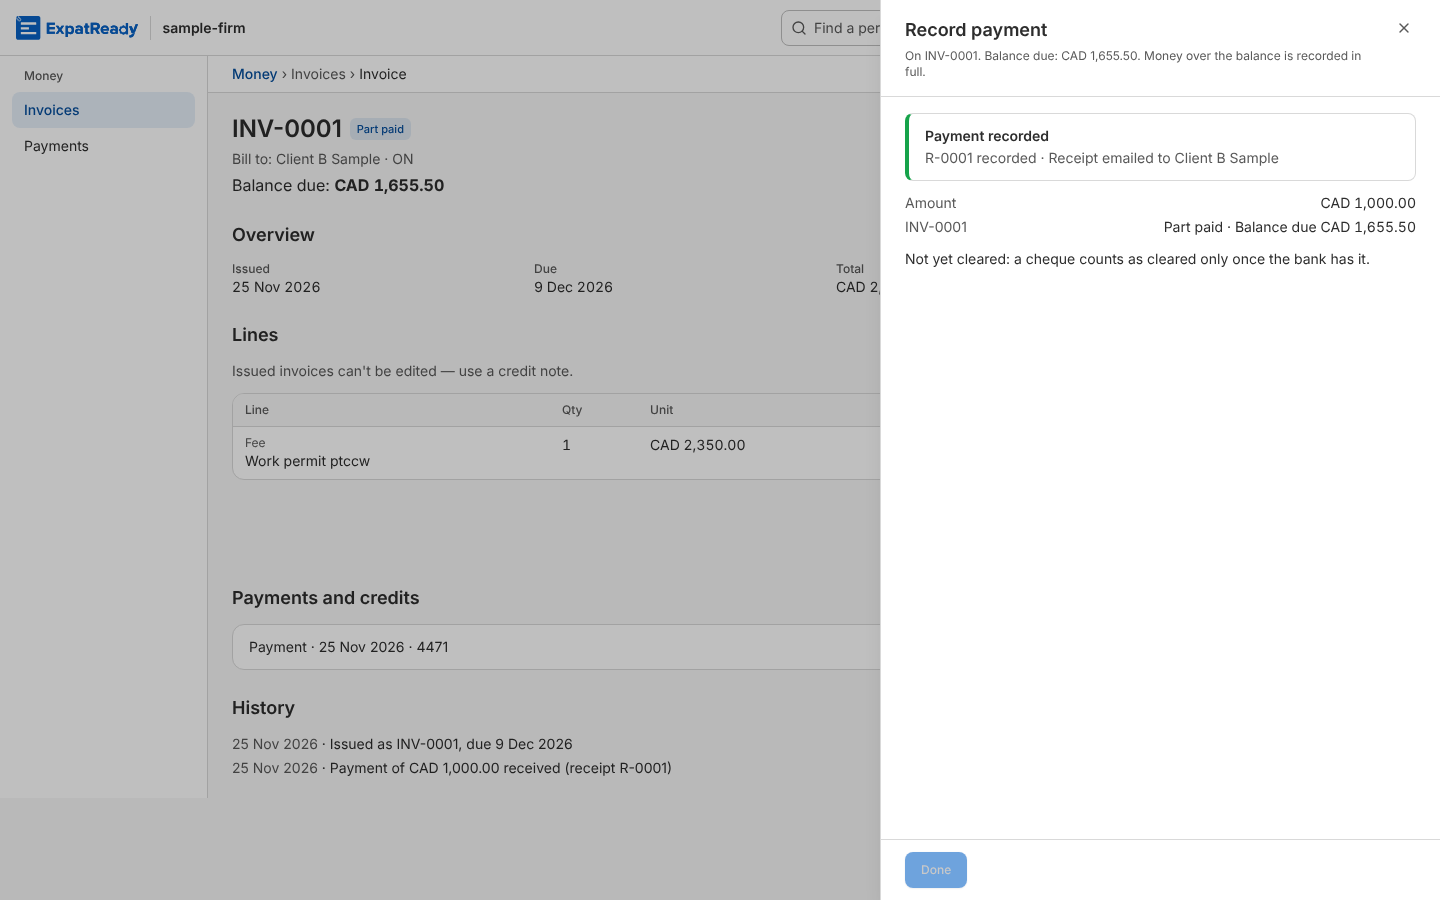 ExpatReady
sample-firm
Find a per
Money
Invoices
Payments
Money › Invoices › Invoice
INV-0001 Part paid
Bill to: Client B Sample · ON
Balance due: CAD 1,655.50
Overview
Issued Due Total
25 Nov 2026 9 Dec 2026 CAD 2,
Lines
Issued invoices can't be edited — use a credit note.
Line Qty Unit
Fee 1 CAD 2,350.00
Work permit ptccw
Payments and credits
Payment · 25 Nov 2026 · 4471
History
25 Nov 2026 · Issued as INV-0001, due 9 Dec 2026
25 Nov 2026 · Payment of CAD 1,000.00 received (receipt R-0001)
Record payment
On INV-0001. Balance due: CAD 1,655.50. Money over the balance is recorded in
full.
Payment recorded
R-0001 recorded · Receipt emailed to Client B Sample
Amount CAD 1,000.00
INV-0001 Part paid · Balance due CAD 1,655.50
Not yet cleared: a cheque counts as cleared only once the bank has it.
Done